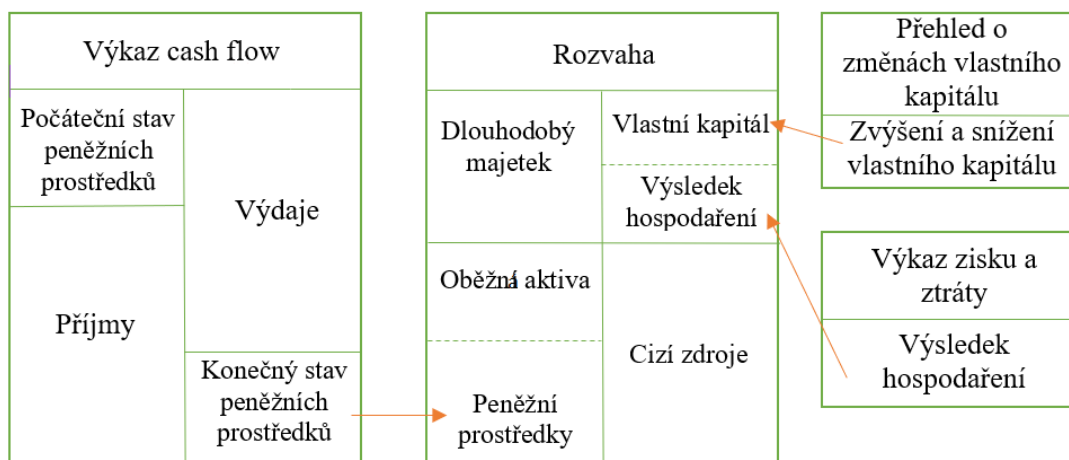 Výkaz cash flow
Počáteční stav
peněžních
prostředků
Výdaje
Příjmy
Konečný stav
peněžních
prostředků
Rozvaha
Dlouhodobý
majetek
Vlastní kapitál
Výsledek
hospodaření
Oběžná aktiva
Cizí zdroje
Peněžní
prostředky
Přehled o
změnách vlastního
kapitálu
Zvýšení a snížení
vlastního kapitálu
Výkaz zisku a
ztráty
Výsledek
hospodaření